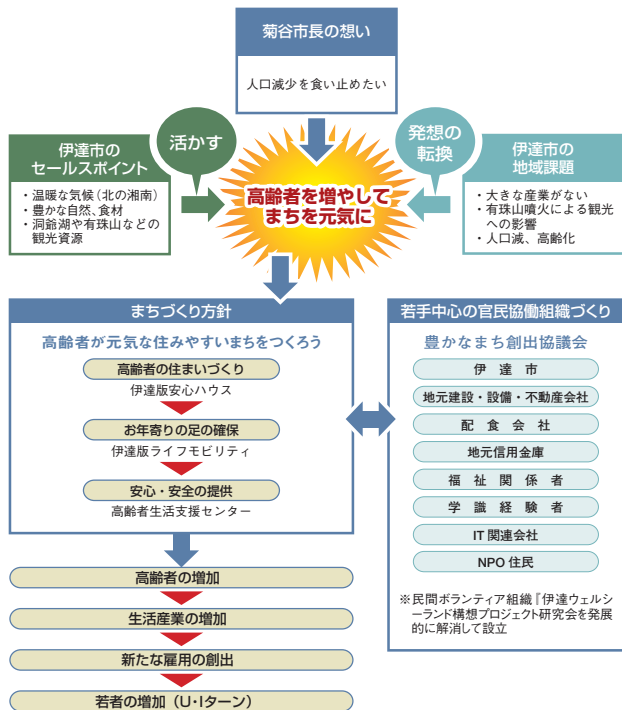 菊谷市長の想い
人口減少を食い止めたい
伊達市の
セールスポイント
・温暖な気候(北の湘南)
・豊かな自然、食材
・洞爺湖や有珠山などの
観光資源
活かす
発想の
転換
伊達市の
地域課題
・大きな産業がない
・有珠山噴火による観光
への影響
・人口減、高齢化
高齢者を増やして
まちを元気に
まちづくり方針
高齢者が元気な住みやすいまちをつくろう
高齢者の住まいづくり
伊達版安心ハウス
お年寄りの足の確保
伊達版ライフモビリティ
安心・安全の提供
高齢者生活支援センター
高齢者の増加
生活産業の増加
新たな雇用の創出
若者の増加(U・Iターン)
若手中心の官民協働組織づくり
豊かなまち創出協議会
伊達市
地元建設・設備・不動産会社
配食会社
地元信用金庫
福祉関係者
学識経験者
IT関連会社
NPO 住民
※民間ボランティア組織『伊達ウェルシ
ーランド構想プロジェクト研究会を発展
的に解消して設立